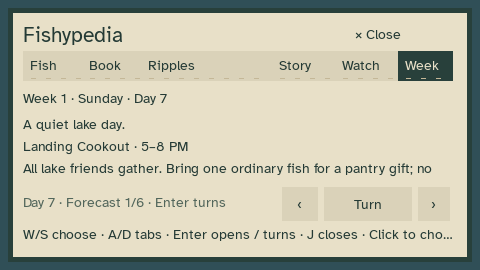 Fishypedia
× Close
Fish Book Ripples Story Watch Week
Week 1 · Sunday · Day 7
A quiet lake day.
Landing Cookout · 5–8 PM
All lake friends gather. Bring one ordinary fish for a pantry gift; no
Day 7 · Forecast 1/6 · Enter turns
‹ Turn ›
W/S choose · A/D tabs · Enter opens / turns · J closes · Click to cho...